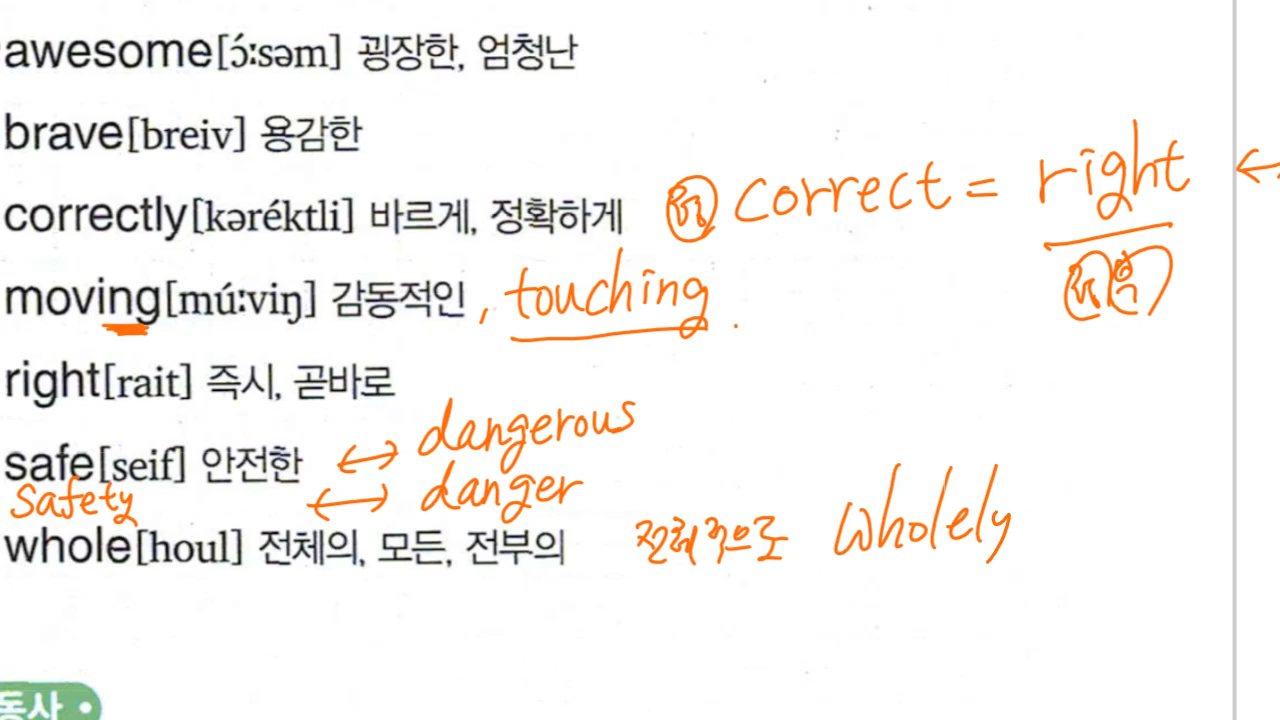 awesome[ɔ́ːsəm] 굉장한, 엄청난
brave[breiv] 용감한
correctly[kəréktli] 바르게, 정확하게 형 correct = right ↔
moving[múːviŋ] 감동적인, touching.
right[rait] 즉시, 곧바로
safe[seif] 안전한 ↔ dangerous
safety ↔ danger
whole[houl] 전체의, 모든, 전부의 전체적으로 wholely
동사 •